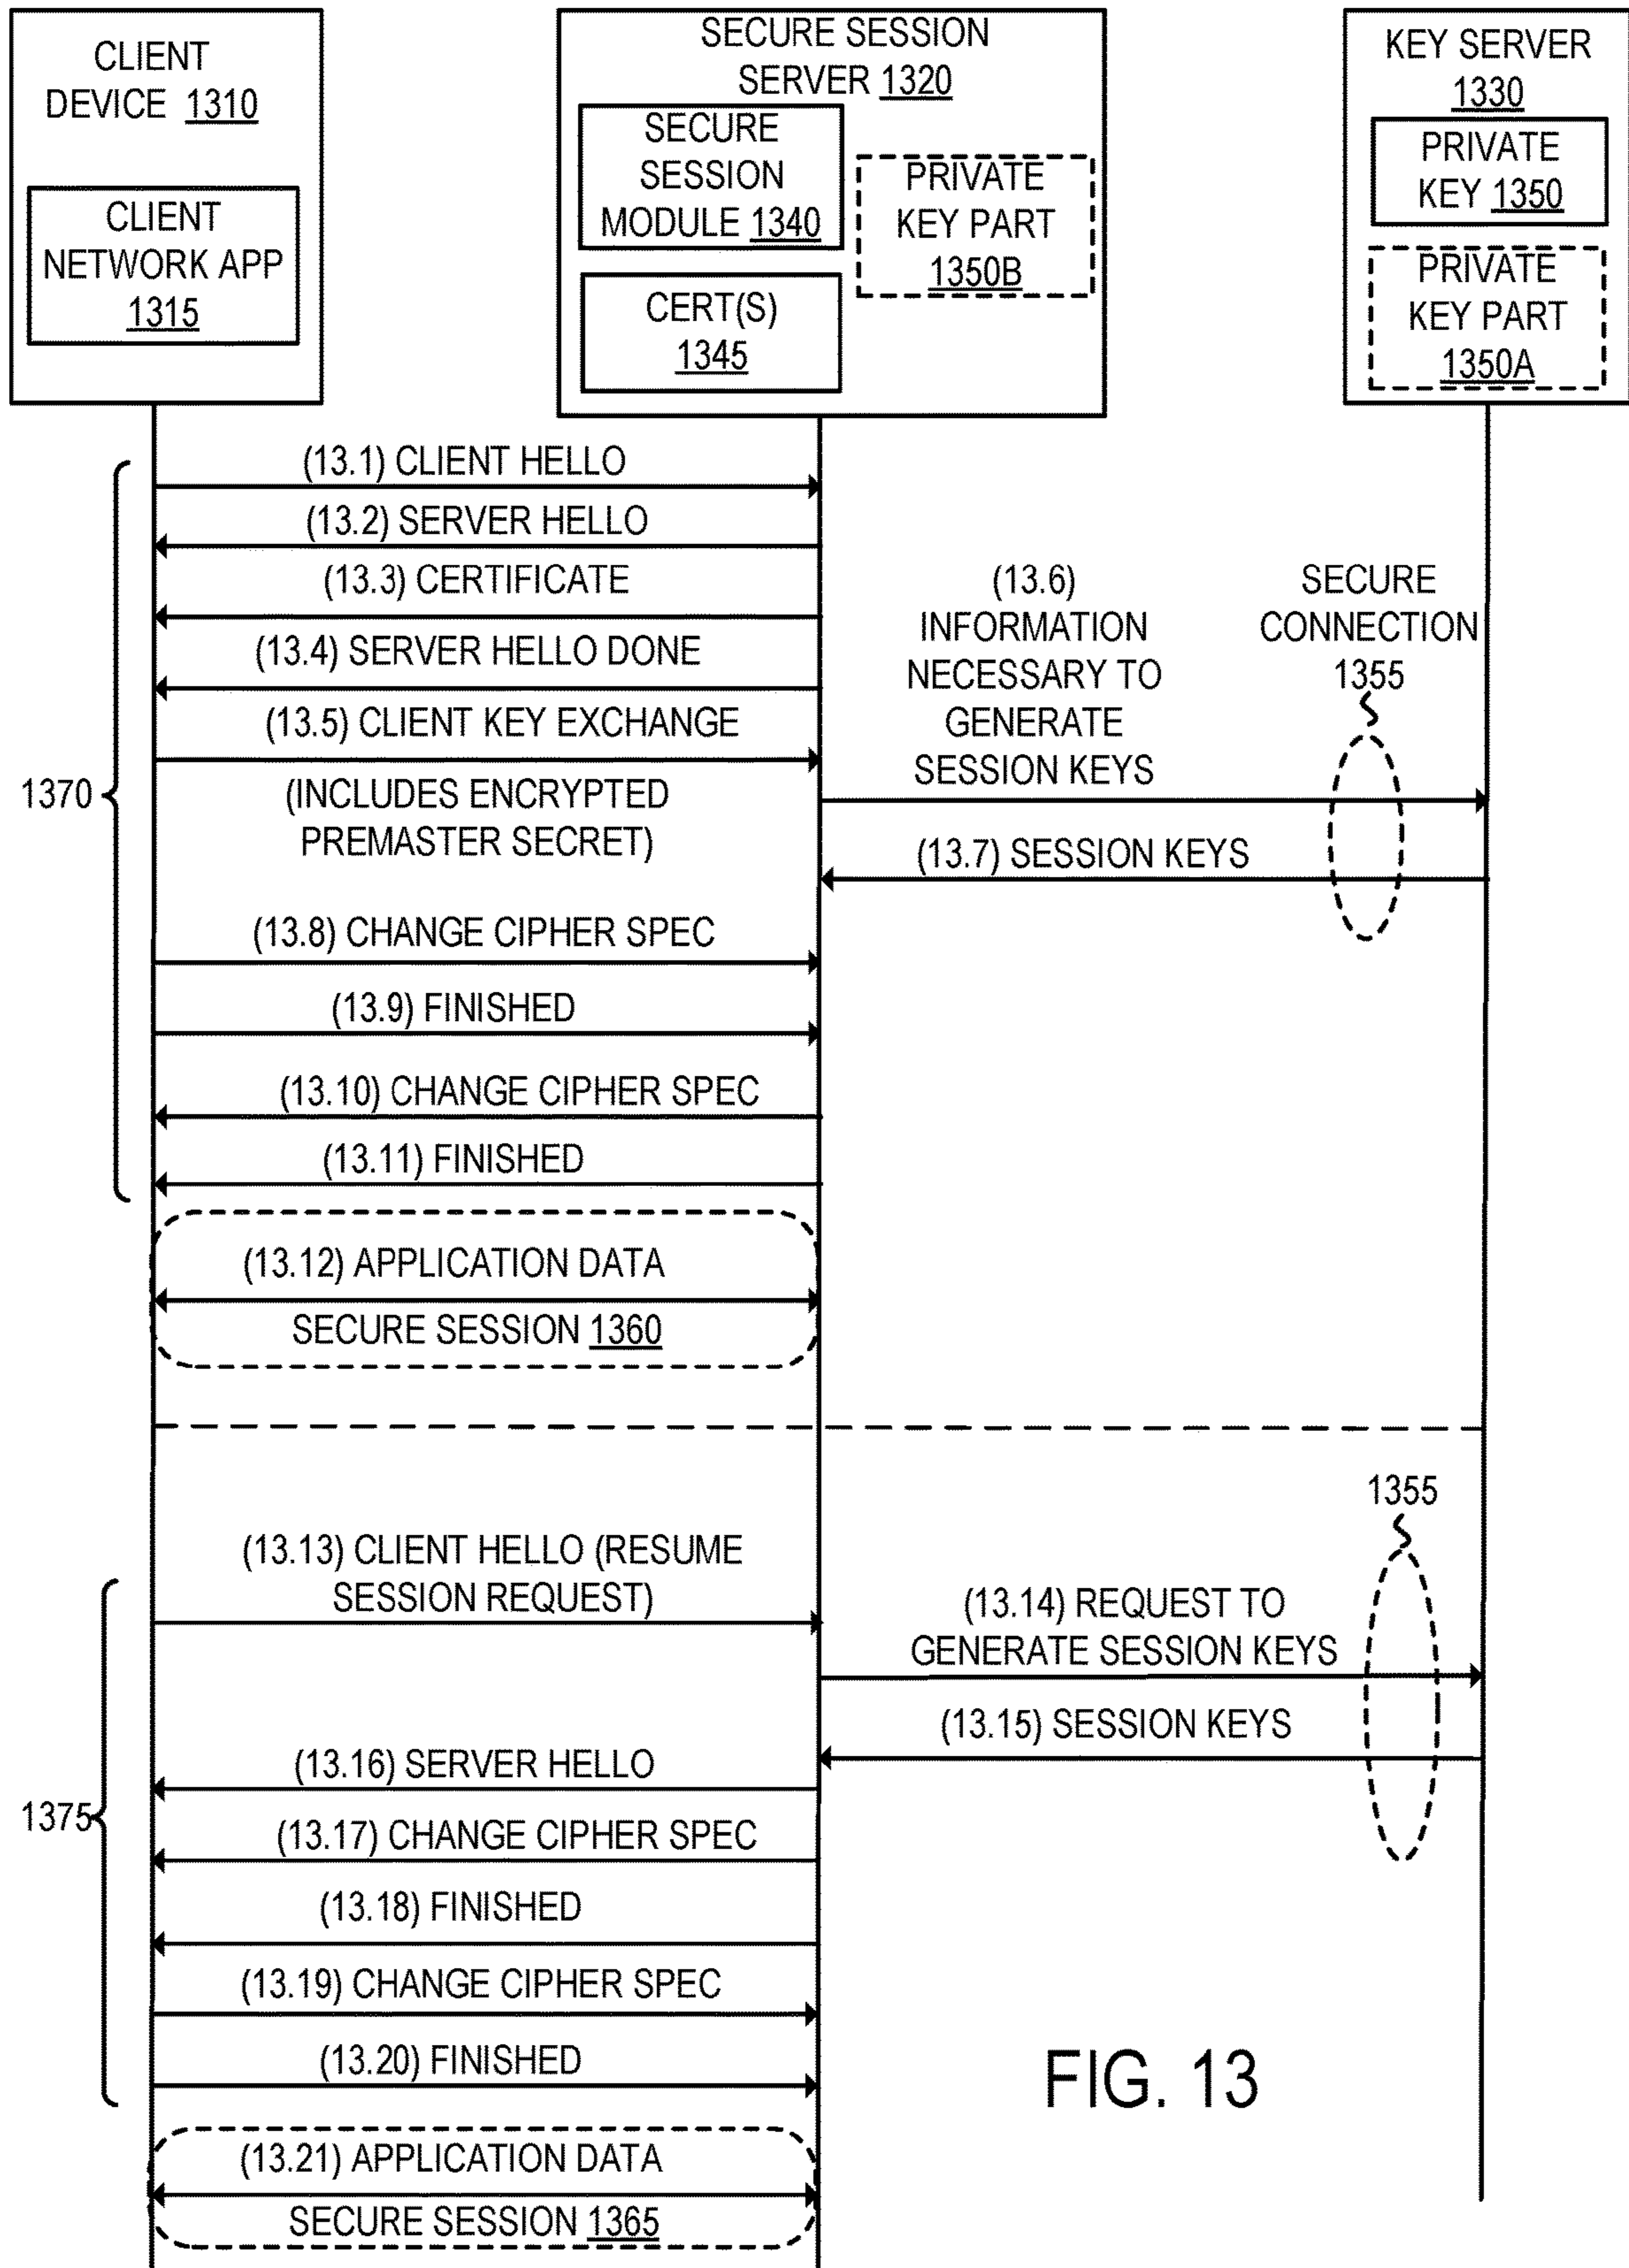 CLIENT
DEVICE 1310
CLIENT
NETWORK APP
1315
SECURE SESSION
SERVER 1320
SECURE
SESSION
MODULE 1340
PRIVATE
KEY PART
1350B
CERT(S)
1345
KEY SERVER
1330
PRIVATE
KEY 1350
PRIVATE
KEY PART
1350A
(13.1) CLIENT HELLO
(13.2) SERVER HELLO
(13.3) CERTIFICATE
(13.4) SERVER HELLO DONE
(13.5) CLIENT KEY EXCHANGE
(INCLUDES ENCRYPTED
PREMASTER SECRET)
1370
(13.6)
INFORMATION
NECESSARY TO
GENERATE
SESSION KEYS
SECURE
CONNECTION
1355
(13.7) SESSION KEYS
(13.8) CHANGE CIPHER SPEC
(13.9) FINISHED
(13.10) CHANGE CIPHER SPEC
(13.11) FINISHED
(13.12) APPLICATION DATA
SECURE SESSION 1360
(13.13) CLIENT HELLO (RESUME
SESSION REQUEST)
1355
(13.14) REQUEST TO
GENERATE SESSION KEYS
(13.15) SESSION KEYS
(13.16) SERVER HELLO
1375
(13.17) CHANGE CIPHER SPEC
(13.18) FINISHED
(13.19) CHANGE CIPHER SPEC
(13.20) FINISHED
(13.21) APPLICATION DATA
SECURE SESSION 1365
FIG. 13